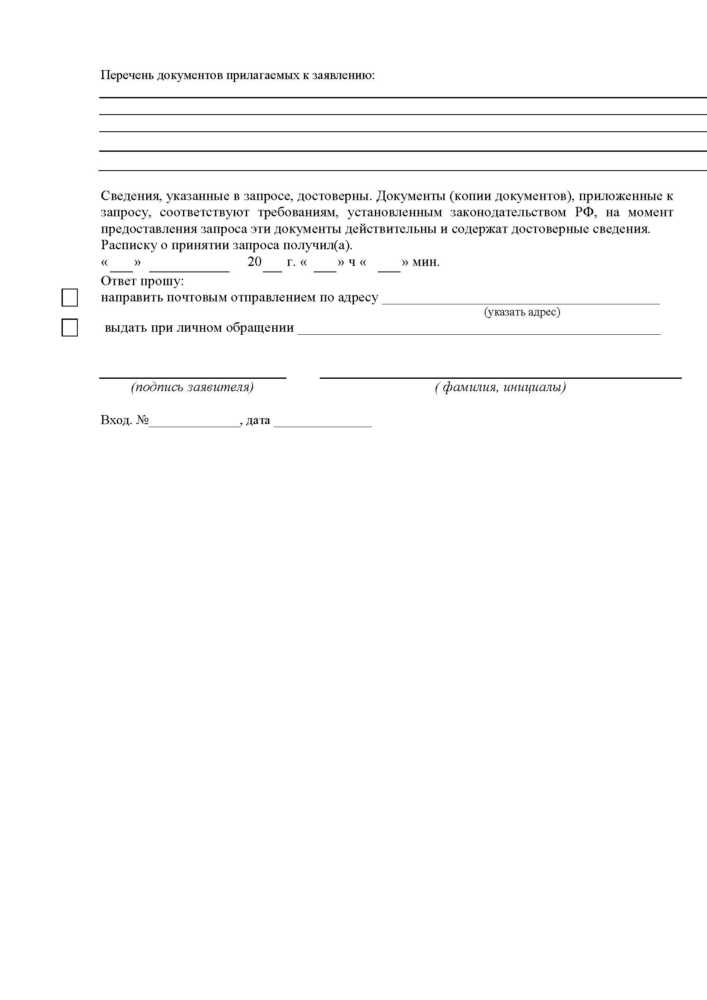 Перечень документов прилагаемых к заявлению:
Сведения, указанные в запросе, достоверны. Документы (копии документов), приложенные к
запросу, соответствуют требованиям, установленным законодательством РФ, на момент
предоставления запроса эти документы действительны и содержат достоверные сведения.
Расписку о принятии запроса получил(а).
« ___» ___________ 20___ г. « ___» ч « ___» мин.
Ответ прошу:
направить почтовым отправлением по адресу ________________________________________
(указать адрес)
выдать при личном обращении ____________________________________________________
(подпись заявителя) ( фамилия, инициалы)
Вход. №_____________, дата ______________